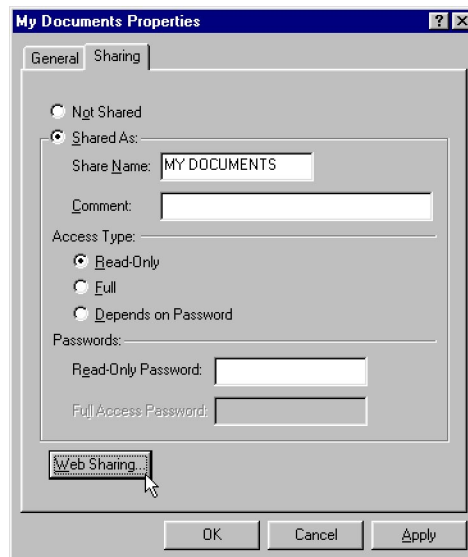 My Documents Properties
General Sharing
Not Shared
Shared As:
Share Name: MY DOCUMENTS
Comment:
Access Type:
Read-Only
Full
Depends on Password
Passwords:
Read-Only Password:
Full Access Password:
Web Sharing...
OK Cancel Apply